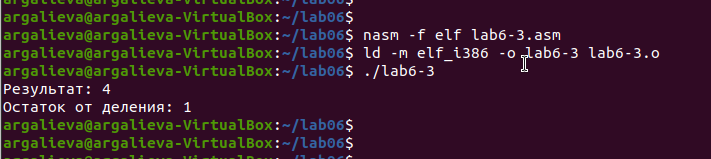 argalieva@argalieva-VirtualBox:~/lab06$
argalieva@argalieva-VirtualBox:~/lab06$ nasm -f elf lab6-3.asm
argalieva@argalieva-VirtualBox:~/lab06$ ld -m elf_i386 -o lab6-3 lab6-3.o
argalieva@argalieva-VirtualBox:~/lab06$ ./lab6-3
Результат: 4
Остаток от деления: 1
argalieva@argalieva-VirtualBox:~/lab06$
argalieva@argalieva-VirtualBox:~/lab06$
argalieva@argalieva-VirtualBox:~/lab06$